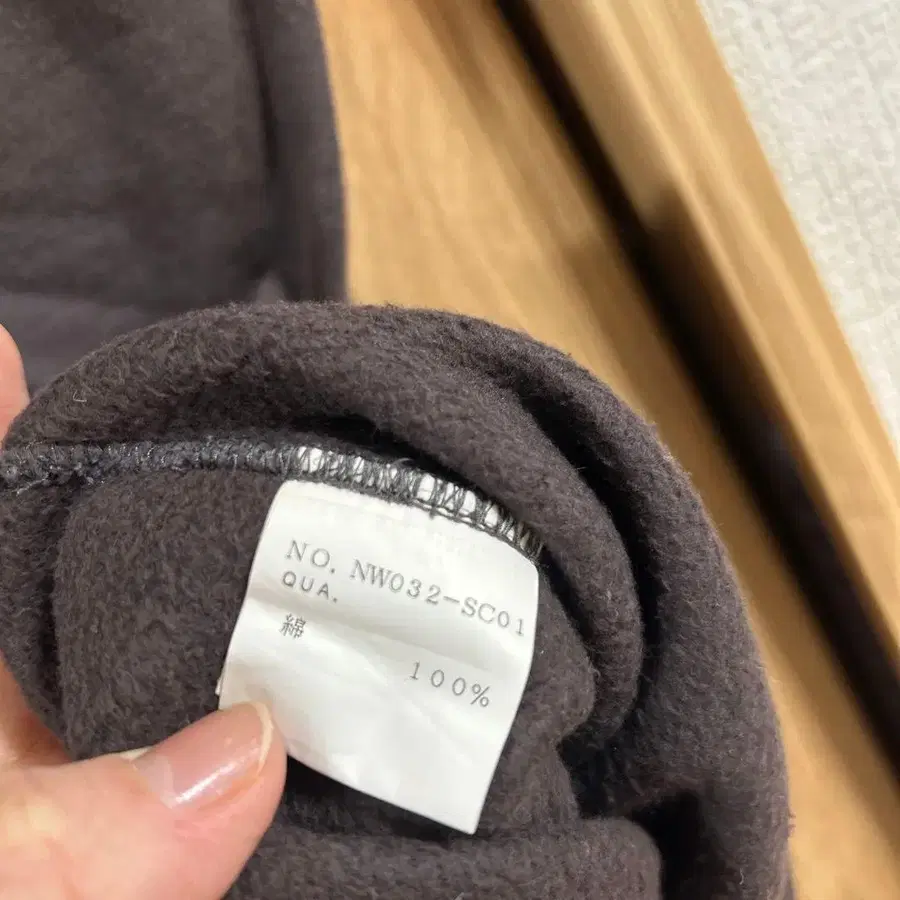 NO. NW032-SC01
QUA.
綿
100%